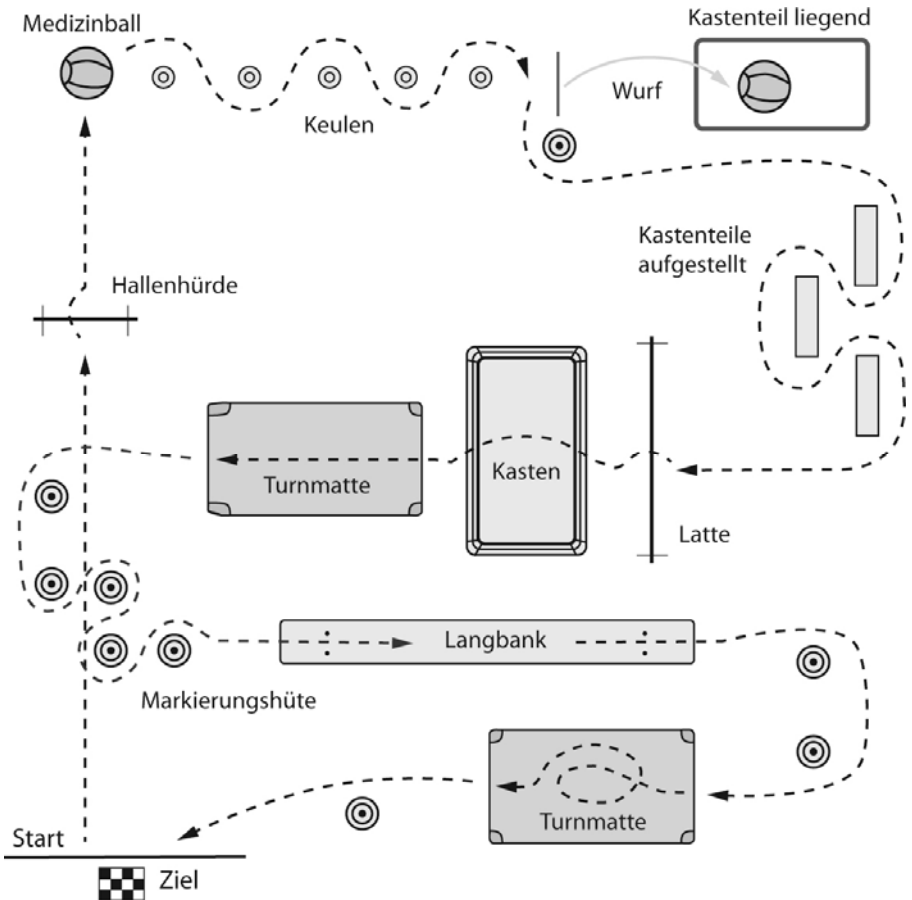 Medizinball
Kastenteil liegend
Wurf
Keulen
Kastenteile
aufgestellt
Hallenhürde
Turnmatte
Kasten
Latte
Langbank
Markierungshüte
Turnmatte
Start
Ziel